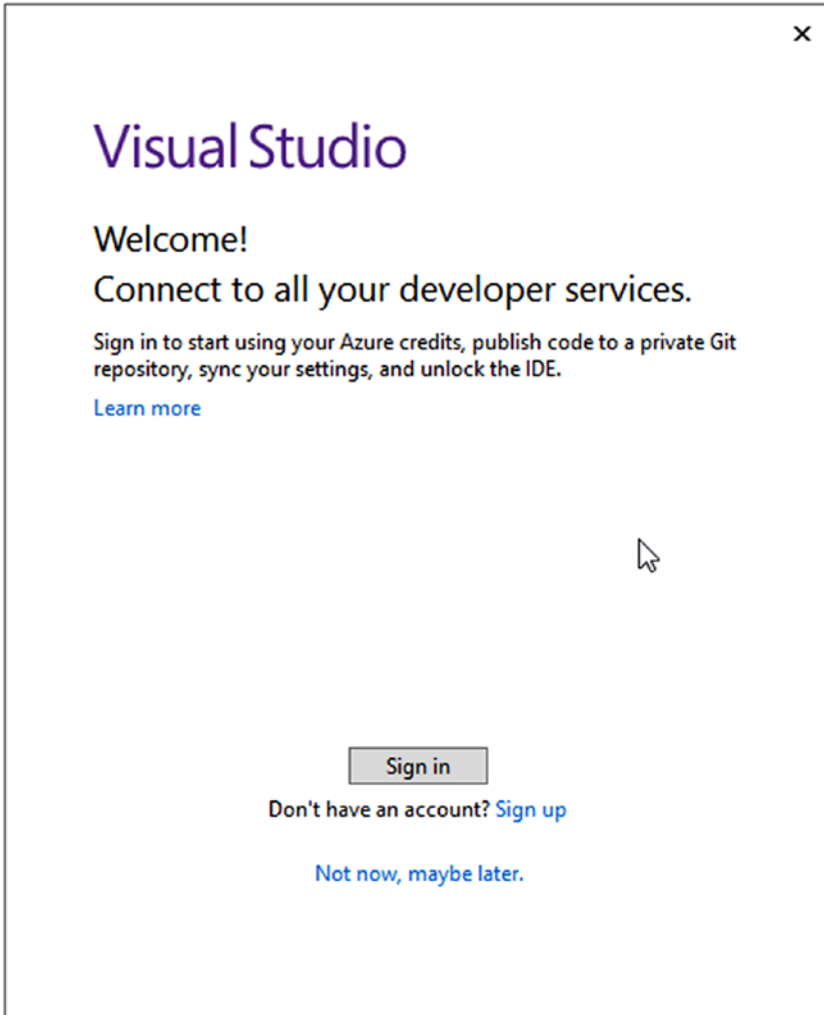 Visual Studio
Welcome!
Connect to all your developer services.
Sign in to start using your Azure credits, publish code to a private Git
repository, sync your settings, and unlock the IDE.
Learn more
Sign in
Don't have an account? Sign up
Not now, maybe later.